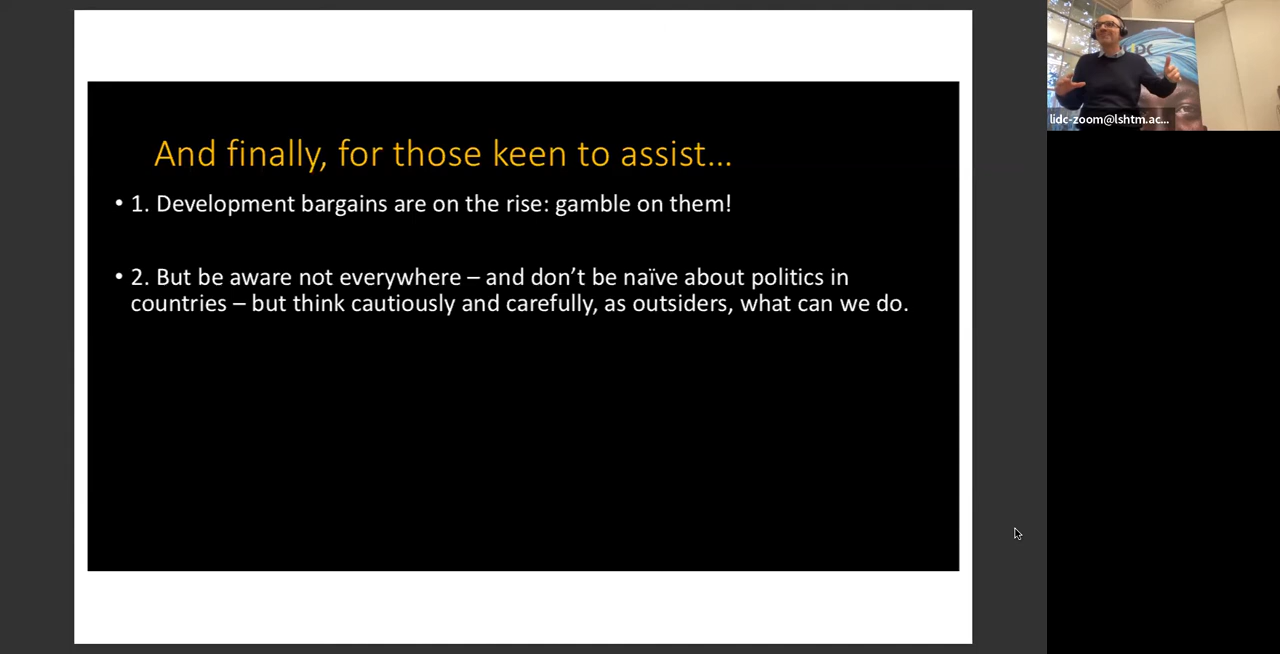 And finally, for those keen to assist...
• 1. Development bargains are on the rise: gamble on them!
• 2. But be aware not everywhere – and don’t be naïve about politics in
countries – but think cautiously and carefully, as outsiders, what can we do.
lidc-zoom@lshtm.ac...